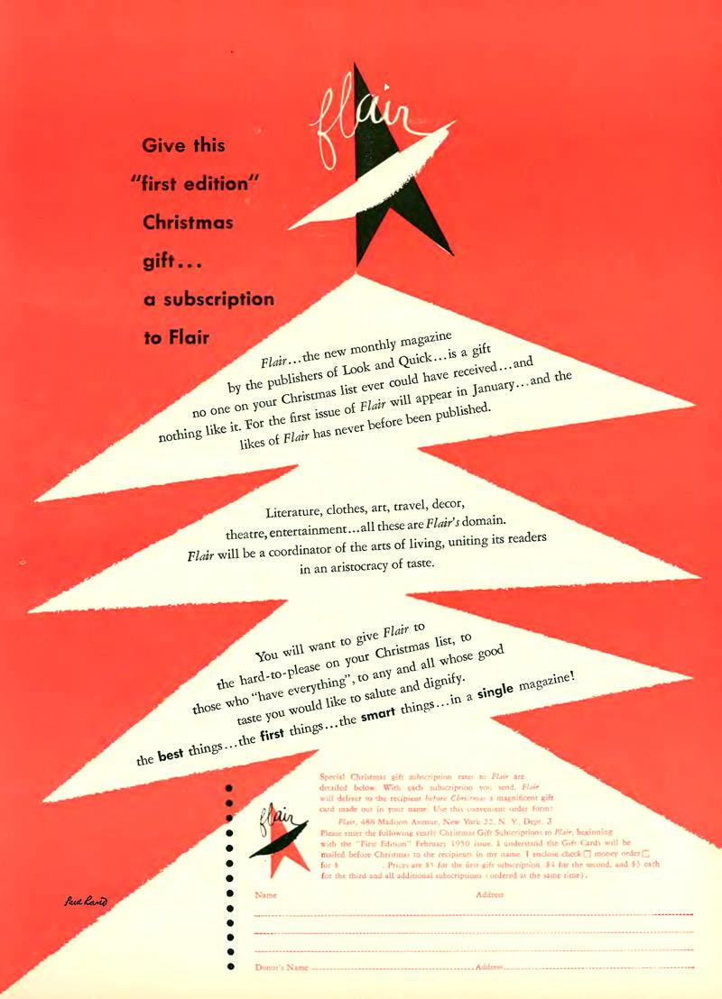 flair
Give this
"first edition"
Christmas
gift...
a subscription
to Flair
Flair...the new monthly magazine
by the publishers of Look and Quick...is a gift
no one on your Christmas list ever could have received...and
nothing like it. For the first issue of Flair will appear in January...and the
likes of Flair has never before been published.
Literature, clothes, art, travel, decor,
theatre, entertainment...all these are Flair's domain.
Flair will be a coordinator of the arts of living, uniting its readers
in an aristocracy of taste.
You will want to give Flair to
the hard-to-please on your Christmas list, to
those who "have everything", to any and all whose good
taste you would like to salute and dignify.
the best things...the first things...the smart things...in a single magazine!
Special Christmas gift subscription rates to Flair are
detailed below. With each subscription you send, Flair
will deliver to the recipient before Christmas a magnificent gift
card made out in your name. Use this convenient order form:
flair
Flair, 488 Madison Avenue, New York 22, N. Y., Dept. 3
Please enter the following yearly Christmas Gift Subscriptions to Flair, beginning
with the "First Edition" February 1950 issue. I understand the Gift Cards will be
mailed before Christmas to the recipients in my name. I enclose check □ money order □
for $ . Prices are $5 for the first gift subscription, $4 for the second, and $3 each
for the third and all additional subscriptions (ordered at the same time).
Paul Rand
Name Address
Donor's Name Address